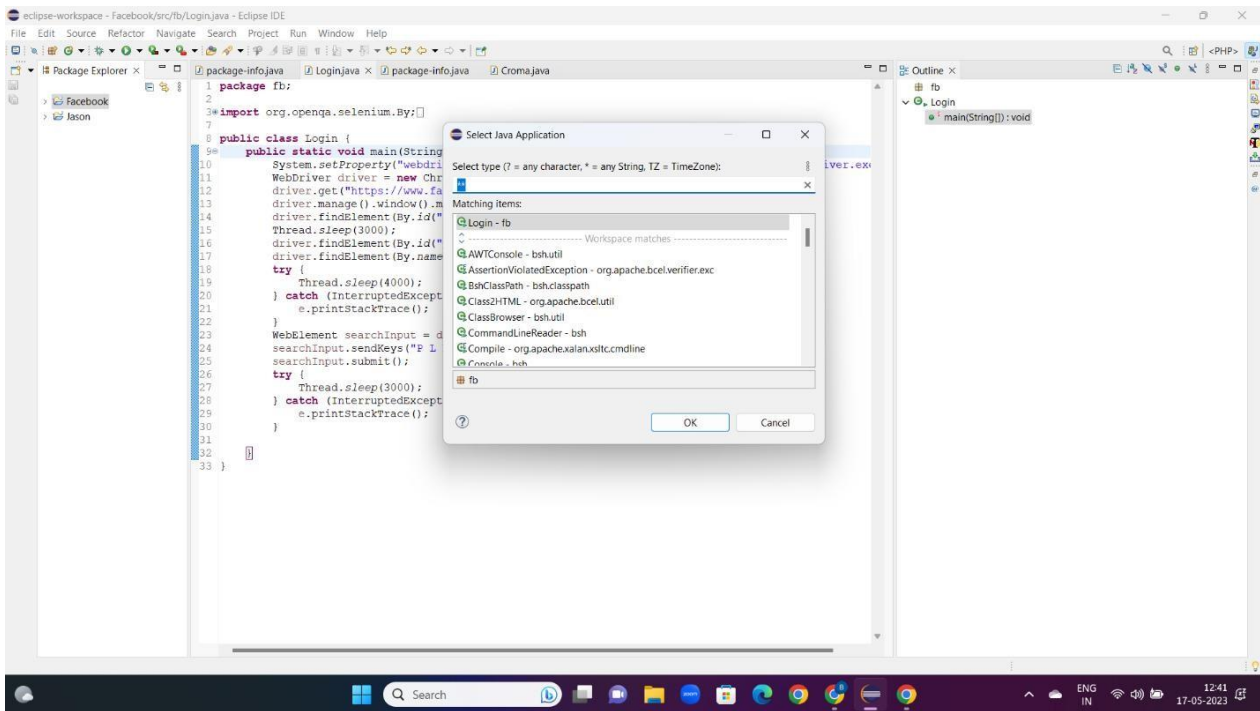 eclipse-workspace - Facebook/src/fb/Login.java - Eclipse IDE
File Edit Source Refactor Navigate Search Project Run Window Help
<PHP>
Package Explorer
package-info.java Login.java package-info.java Croma.java
Outline
Facebook
Jason
1 package fb;
2
3 import org.openqa.selenium.By;
7
8 public class Login {
9 public static void main(String
10 System.setProperty("webdri iver.exe
11 WebDriver driver = new Chr
12 driver.get("https://www.fa
13 driver.manage().window().m
14 driver.findElement(By.id("
15 Thread.sleep(3000);
16 driver.findElement(By.id("
17 driver.findElement(By.name
18 try {
19 Thread.sleep(4000);
20 } catch (InterruptedExcept
21 e.printStackTrace();
22 }
23 WebElement searchInput = d
24 searchInput.sendKeys("P L
25 searchInput.submit();
26 try {
27 Thread.sleep(3000);
28 } catch (InterruptedExcept
29 e.printStackTrace();
30 }
31
32 }
33 }
Select Java Application
Select type (? = any character, * = any String, TZ = TimeZone):
**
Matching items:
Login - fb
Workspace matches
AWTConsole - bsh.util
AssertionViolatedException - org.apache.bcel.verifier.exc
BshClassPath - bsh.classpath
Class2HTML - org.apache.bcel.util
ClassBrowser - bsh.util
CommandLineReader - bsh
Compile - org.apache.xalan.xsltc.cmdline
Console - bsh
fb
OK Cancel
fb
Login
main(String[]) : void
Search
ENG
IN
12:41
17-05-2023